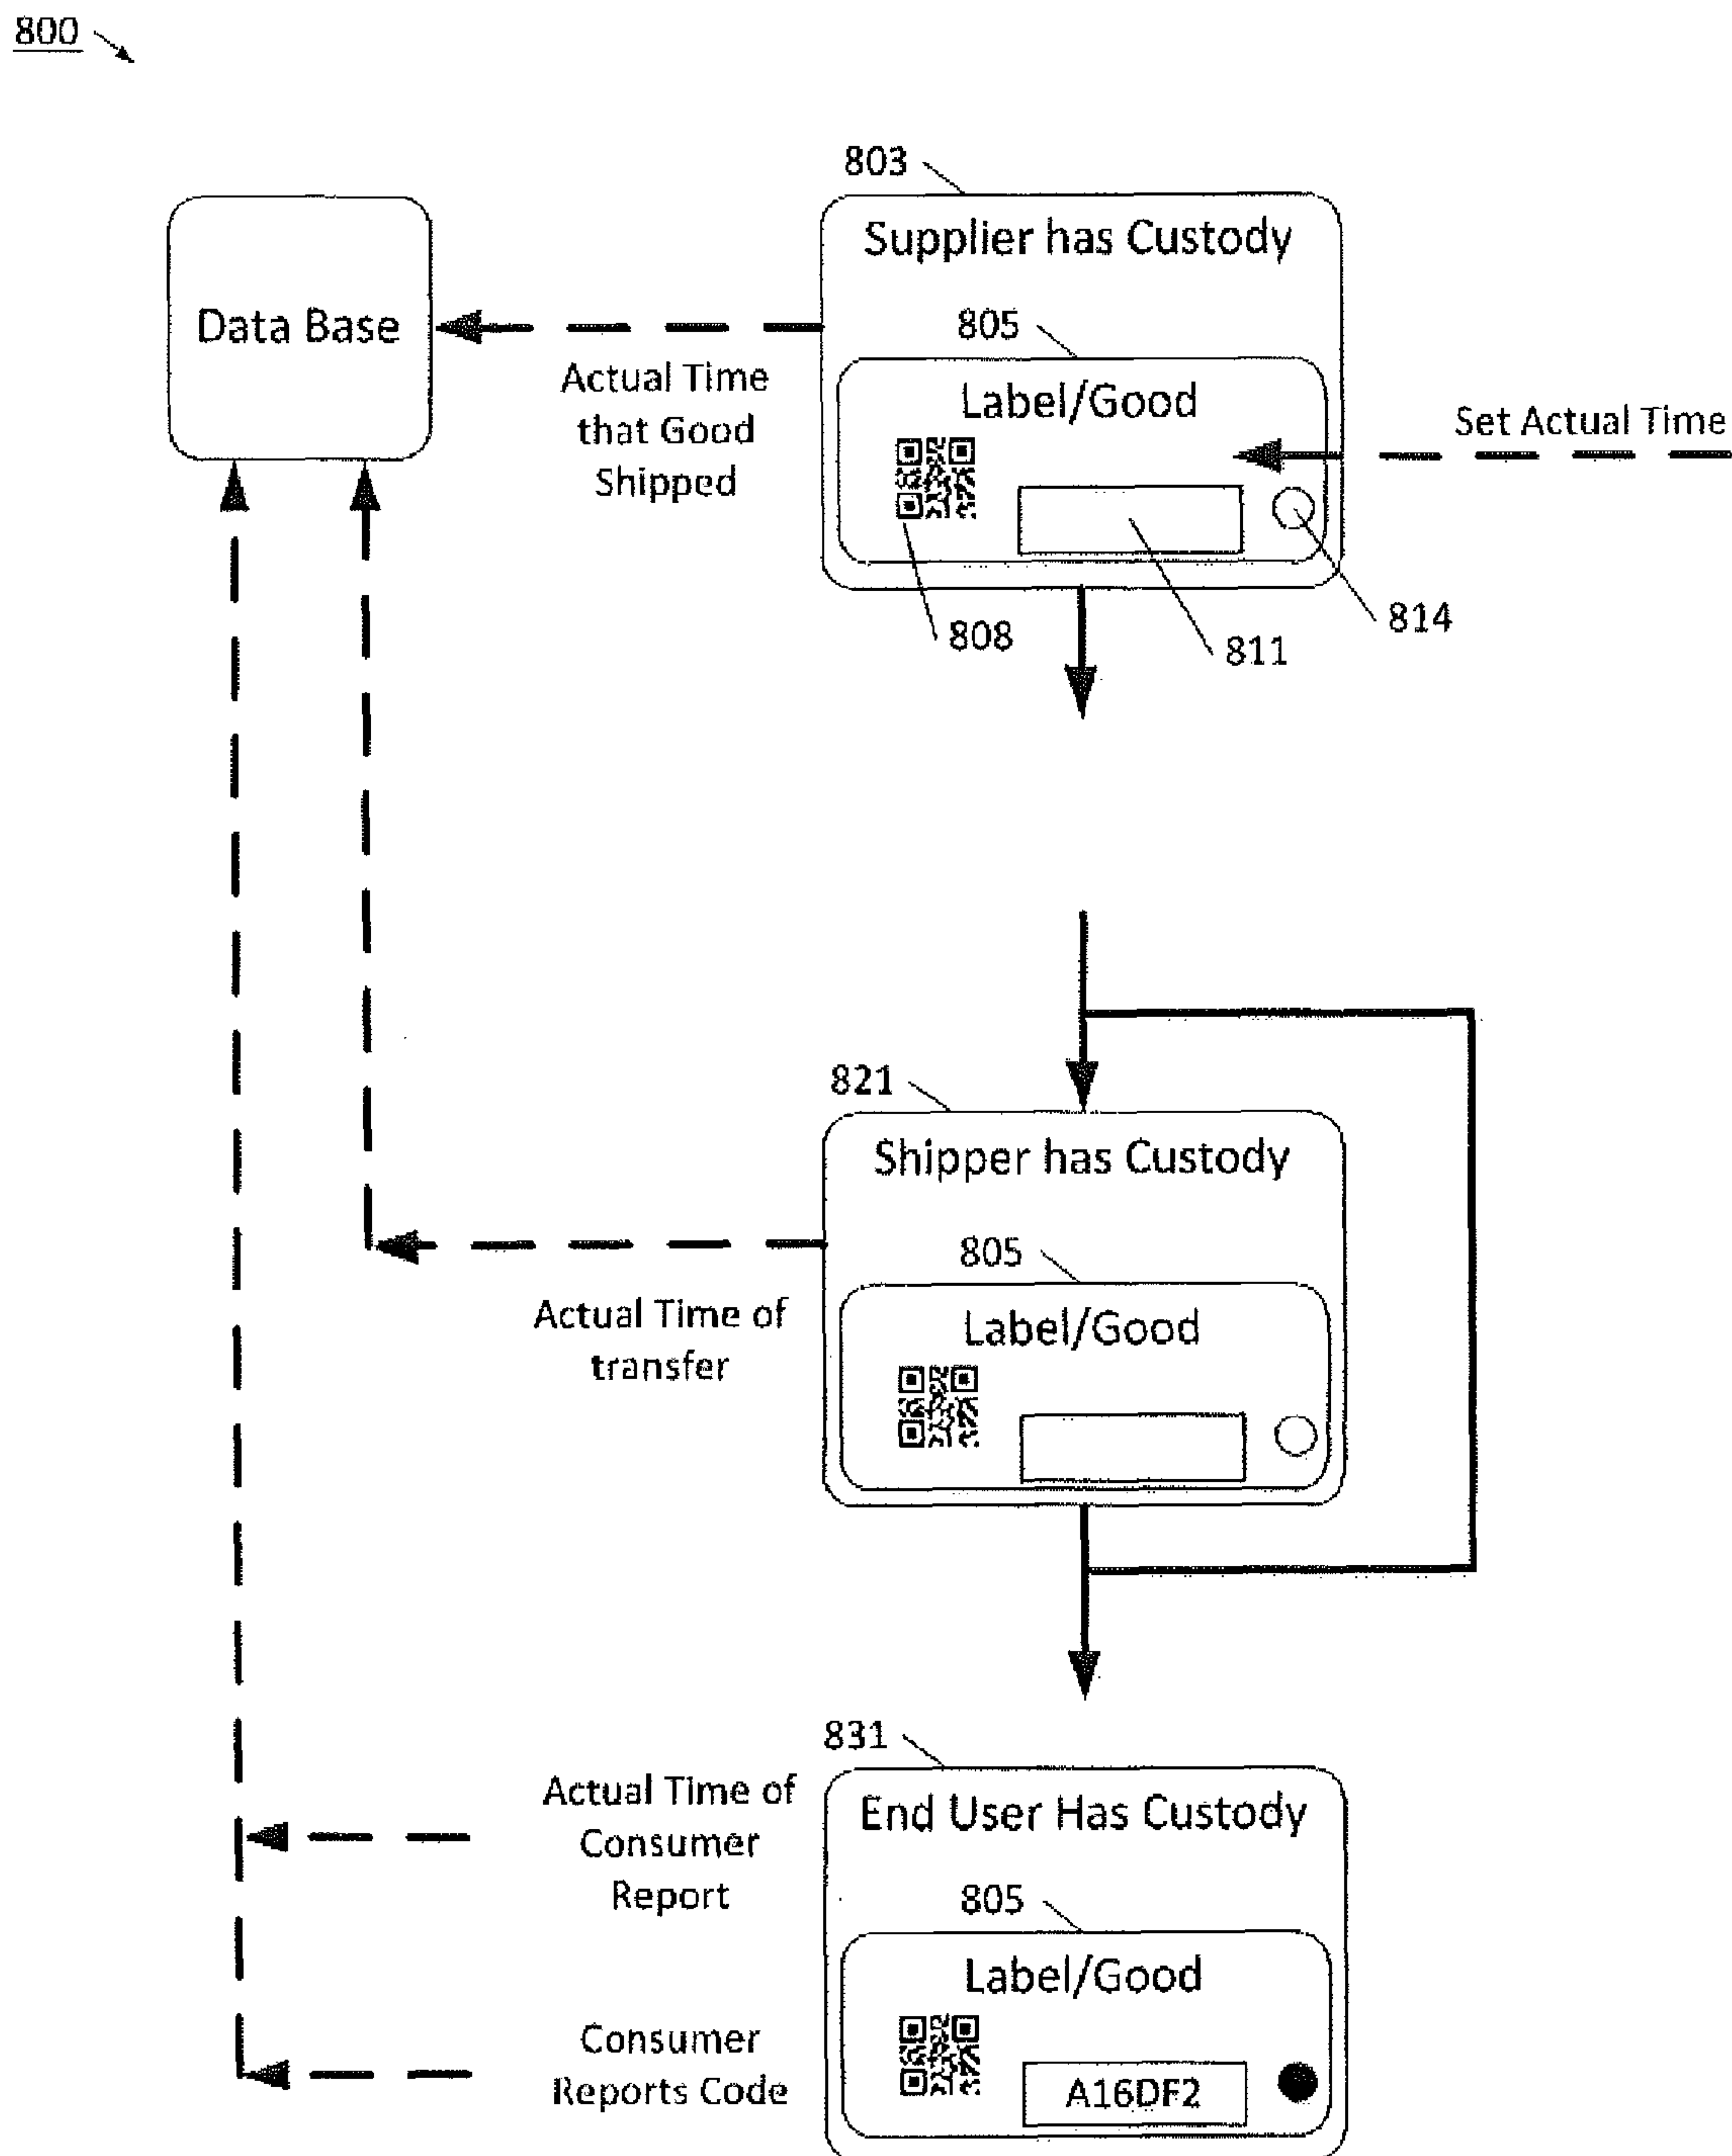 800
803
Supplier has Custody
Data Base
805
Actual Time
that Good
Shipped
Label/Good
Set Actual Time
808
811
814
821
Shipper has Custody
805
Actual Time of
transfer
Label/Good
831
Actual Time of
Consumer
Report
End User Has Custody
805
Label/Good
Consumer
Reports Code
A16DF2